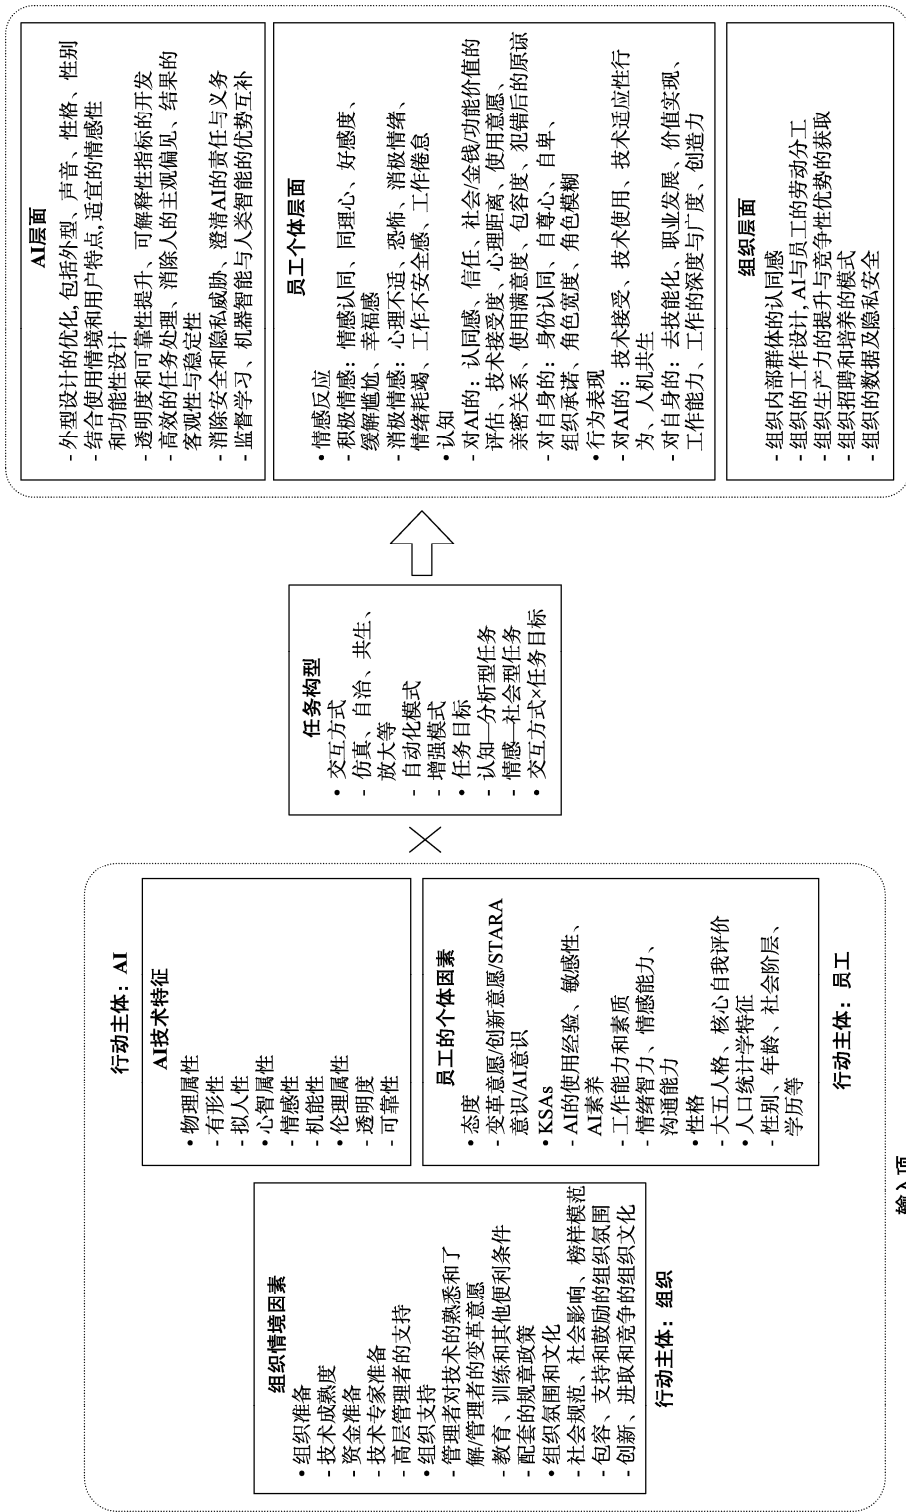 行动主体：AI
AI技术特征
• 物理属性
- 有形性
- 拟人性
• 心智属性
- 情感性
- 机能性
• 伦理属性
- 透明度
- 可靠性
组织情境因素
• 组织准备
- 技术成熟度
- 资金准备
- 技术专家准备
- 高层管理者的支持
• 组织支持
- 管理者对技术的熟悉和了
解/管理者的变革意愿
- 教育、训练和其他便利条件
- 配套的规章政策
• 组织氛围和文化
- 社会规范、社会影响、榜样模范
- 包容、支持和鼓励的组织氛围
- 创新、进取和竞争的组织文化
行动主体：组织
员工的个体因素
• 态度
- 变革意愿/创新意愿/STARA
意识/AI意识
• KSAs
- AI的使用经验、敏感性、
AI素养
- 工作能力和素质
- 情绪智力、情感能力、
沟通能力
• 性格
- 大五人格、核心自我评价
• 人口统计学特征
- 性别、年龄、社会阶层、
学历等
行动主体：员工
输入项
任务构型
• 交互方式
- 仿真、自治、共生、
放大等
- 自动化模式
- 增强模式
• 任务目标
- 认知—分析型任务
- 情感—社会型任务
• 交互方式×任务目标
AI层面
- 外型设计的优化,包括外型、声音、性格、性别
- 结合使用情境和用户特点,适宜的情感性
和功能性设计
- 透明度和可靠性提升、可解释性指标的开发
- 高效的任务处理、消除人的主观偏见、结果的
客观性与稳定性
- 消除安全和隐私威胁、澄清AI的责任与义务
- 监督学习、机器智能与人类智能的优势互补
员工个体层面
• 情感反应
- 积极情感：情感认同、同理心、好感度、
缓解尴尬、幸福感
- 消极情感：心理不适、恐怖、消极情绪、
情绪耗竭、工作不安全感、工作倦怠
• 认知
- 对AI的：认同感、信任、社会/金钱/功能价值的
评估、技术接受度、心理距离、使用意愿、
亲密关系、使用满意度、包容度、犯错后的原谅
- 对自身的：身份认同、自尊心、自卑、
组织承诺、角色宽度、角色模糊
• 行为表现
- 对AI的：技术接受、技术使用、技术适应性行
为、人机共生
- 对自身的：去技能化、职业发展、价值实现、
工作能力、工作的深度与广度、创造力
组织层面
- 组织内部群体的认同感
- 组织的工作设计,AI与员工的劳动分工
- 组织生产力的提升与竞争性优势的获取
- 组织招聘和培养的模式
- 组织的数据及隐私安全